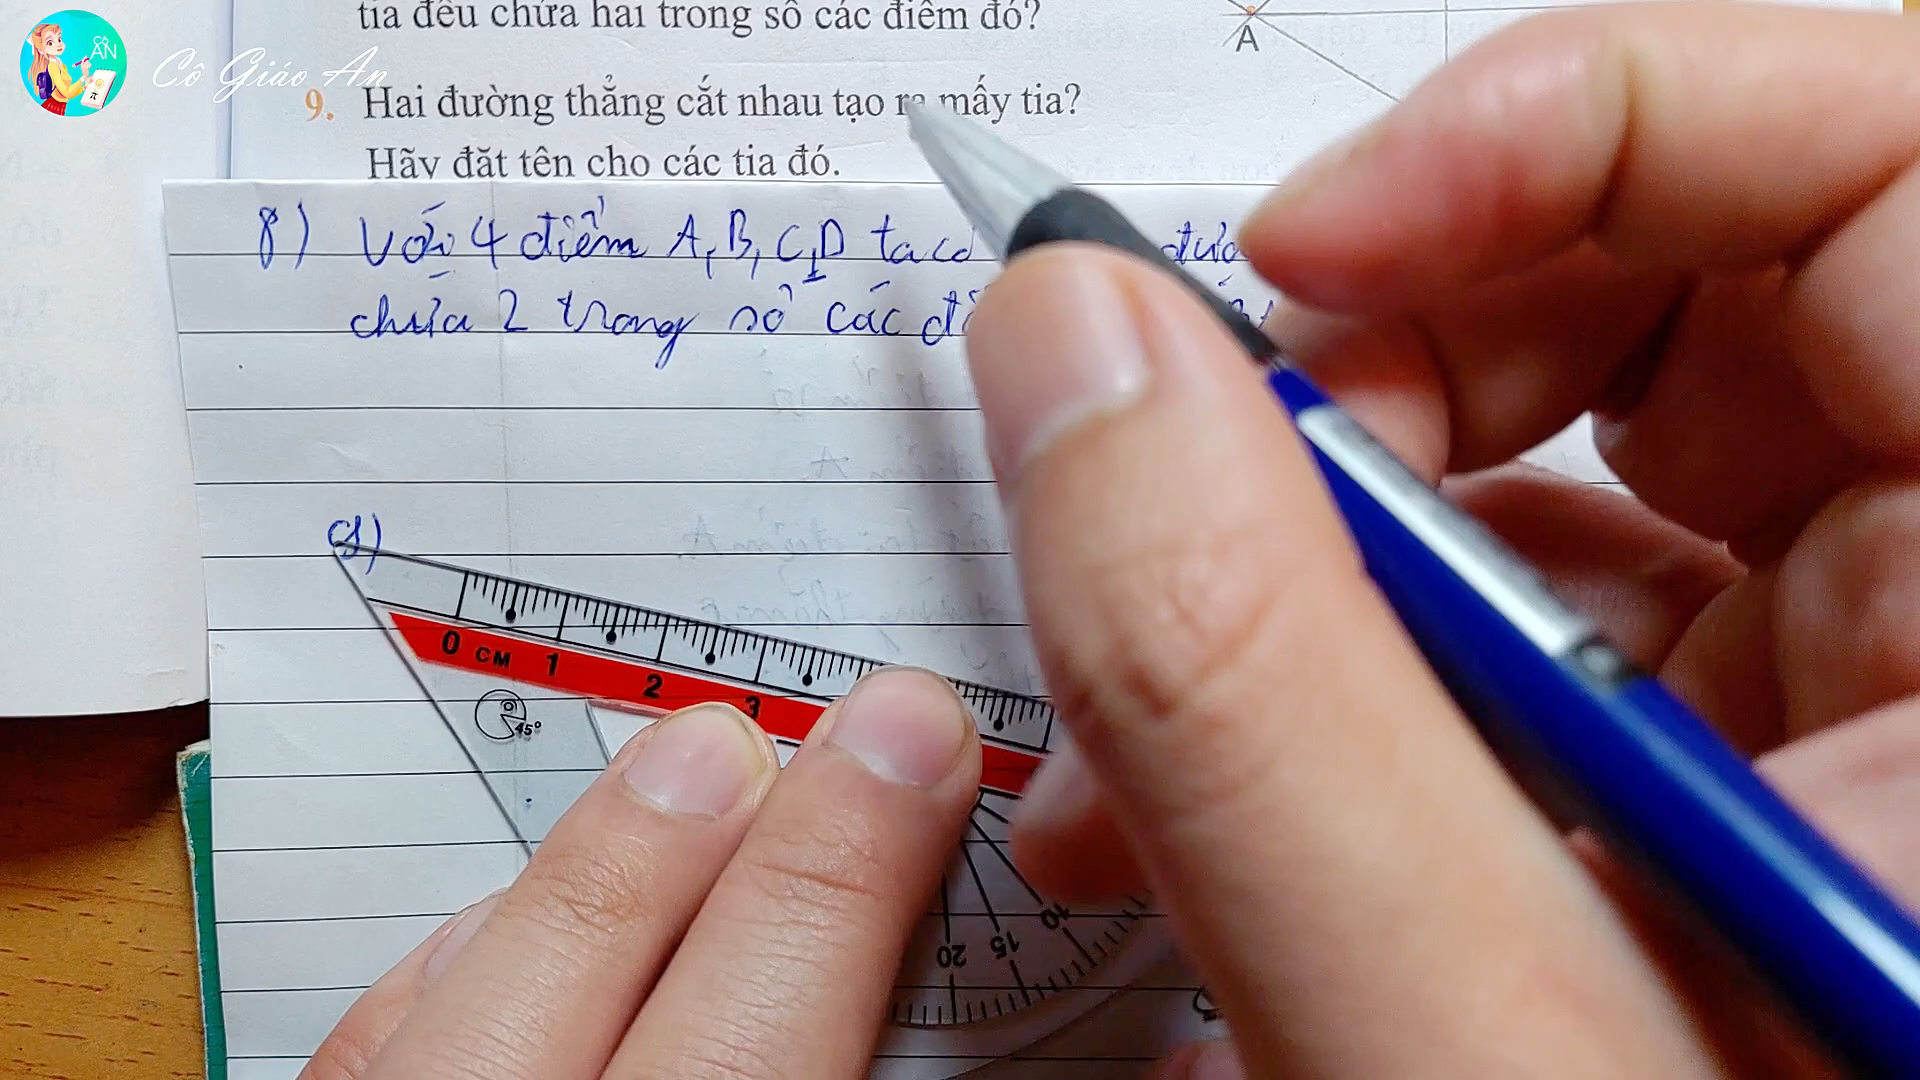 Cô Giáo An
CÔ
AN
tia đều chứa hai trong số các điểm đó?
A
9. Hai đường thẳng cắt nhau tạo ra mấy tia?
Hãy đặt tên cho các tia đó.
8) Với 4 điểm A, B, C, D ta có
chứa 2 trong số các
9)
0 CM 1 2 3
45°
20 15 10